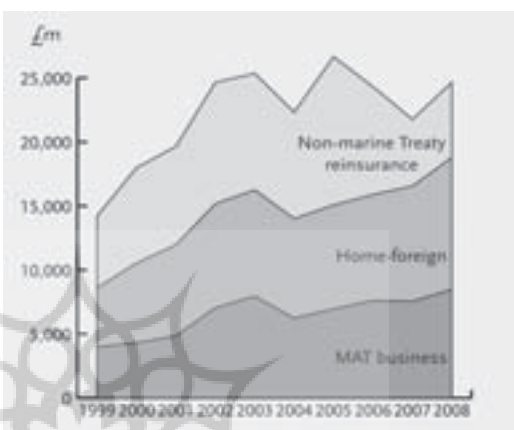 £m
25,000
20,000
15,000
10,000
5,000
0
Non-marine Treaty
reinsurance
Home-foreign
MAT business
1999 2000 2001 2002 2003 2004 2005 2006 2007 2008